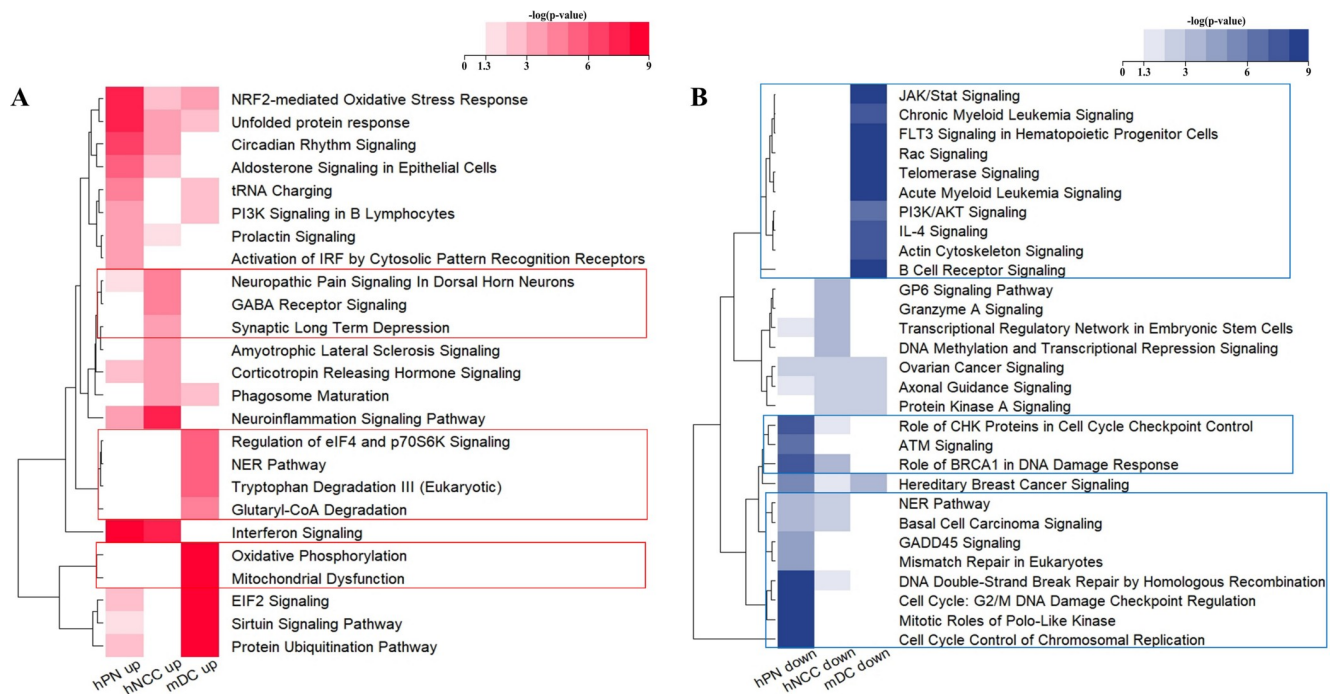 -log(p-value)
0 1.3 3 6 9
A
NRF2-mediated Oxidative Stress Response
Unfolded protein response
Circadian Rhythm Signaling
Aldosterone Signaling in Epithelial Cells
tRNA Charging
PI3K Signaling in B Lymphocytes
Prolactin Signaling
Activation of IRF by Cytosolic Pattern Recognition Receptors
Neuropathic Pain Signaling In Dorsal Horn Neurons
GABA Receptor Signaling
Synaptic Long Term Depression
Amyotrophic Lateral Sclerosis Signaling
Corticotropin Releasing Hormone Signaling
Phagosome Maturation
Neuroinflammation Signaling Pathway
Regulation of eIF4 and p70S6K Signaling
NER Pathway
Tryptophan Degradation III (Eukaryotic)
Glutaryl-CoA Degradation
Interferon Signaling
Oxidative Phosphorylation
Mitochondrial Dysfunction
EIF2 Signaling
Sirtuin Signaling Pathway
Protein Ubiquitination Pathway
hPN up
hNCC up
mDC up
-log(p-value)
0 1.3 3 6 9
B
JAK/Stat Signaling
Chronic Myeloid Leukemia Signaling
FLT3 Signaling in Hematopoietic Progenitor Cells
Rac Signaling
Telomerase Signaling
Acute Myeloid Leukemia Signaling
PI3K/AKT Signaling
IL-4 Signaling
Actin Cytoskeleton Signaling
B Cell Receptor Signaling
GP6 Signaling Pathway
Granzyme A Signaling
Transcriptional Regulatory Network in Embryonic Stem Cells
DNA Methylation and Transcriptional Repression Signaling
Ovarian Cancer Signaling
Axonal Guidance Signaling
Protein Kinase A Signaling
Role of CHK Proteins in Cell Cycle Checkpoint Control
ATM Signaling
Role of BRCA1 in DNA Damage Response
Hereditary Breast Cancer Signaling
NER Pathway
Basal Cell Carcinoma Signaling
GADD45 Signaling
Mismatch Repair in Eukaryotes
DNA Double-Strand Break Repair by Homologous Recombination
Cell Cycle: G2/M DNA Damage Checkpoint Regulation
Mitotic Roles of Polo-Like Kinase
Cell Cycle Control of Chromosomal Replication
hPN down
hNCC down
mDC down